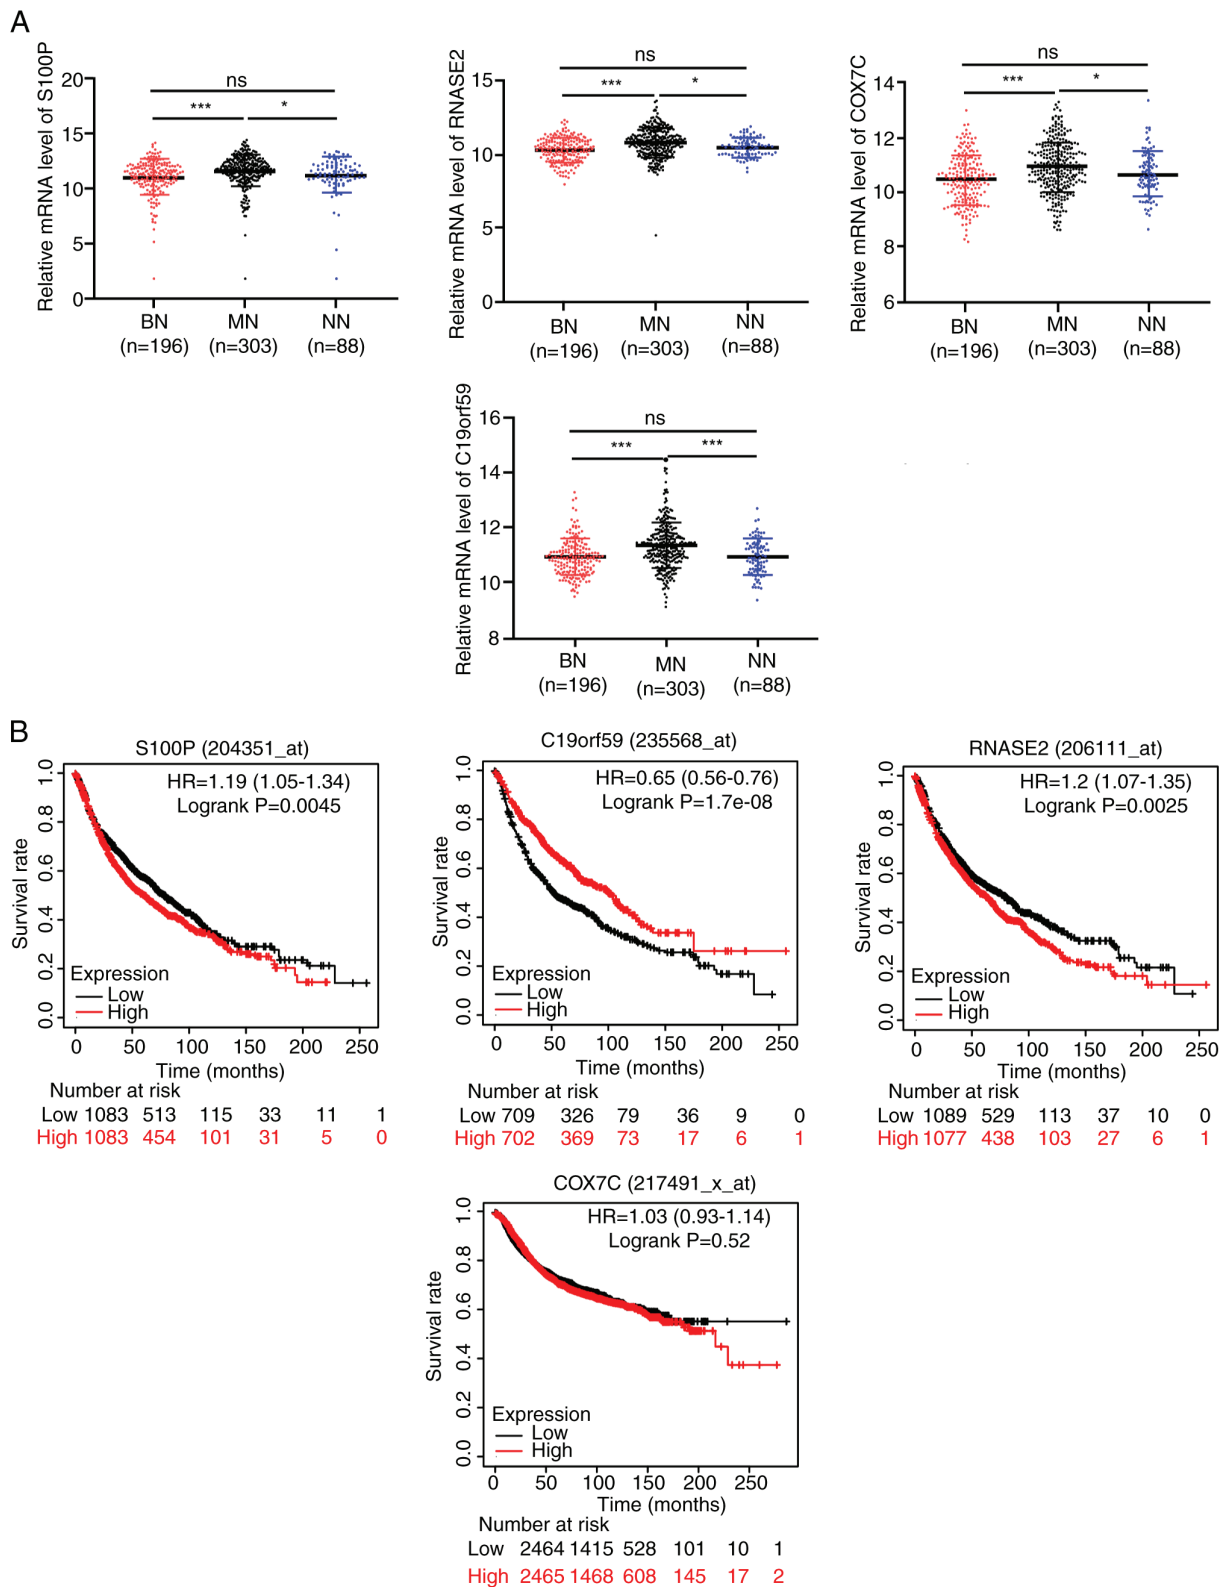 A
Relative mRNA level of S100P
20
15
10
5
0
ns
***
*
BN
MN
NN
(n=196)
(n=303)
(n=88)
Relative mRNA level of RNASE2
15
10
5
0
ns
***
*
BN
MN
NN
(n=196)
(n=303)
(n=88)
Relative mRNA level of COX7C
14
12
10
8
6
ns
***
*
BN
MN
NN
(n=196)
(n=303)
(n=88)
Relative mRNA level of C19orf59
16
14
12
10
8
ns
***
***
BN
MN
NN
(n=196)
(n=303)
(n=88)
B
S100P (204351_at)
HR=1.19 (1.05-1.34)
Logrank P=0.0045
Survival rate
1.0
0.8
0.6
0.4
0.2
0.0
Expression
Low
High
0 50 100 150 200 250
Time (months)
Number at risk
Low 1083 513 115 33 11 1
High 1083 454 101 31 5 0
C19orf59 (235568_at)
HR=0.65 (0.56-0.76)
Logrank P=1.7e-08
Survival rate
1.0
0.8
0.6
0.4
0.2
0.0
Expression
Low
High
0 50 100 150 200 250
Time (months)
Number at risk
Low 709 326 79 36 9 0
High 702 369 73 17 6 1
RNASE2 (206111_at)
HR=1.2 (1.07-1.35)
Logrank P=0.0025
Survival rate
1.0
0.8
0.6
0.4
0.2
0.0
Expression
Low
High
0 50 100 150 200 250
Time (months)
Number at risk
Low 1089 529 113 37 10 0
High 1077 438 103 27 6 1
COX7C (217491_x_at)
HR=1.03 (0.93-1.14)
Logrank P=0.52
Survival rate
1.0
0.8
0.6
0.4
0.2
0.0
Expression
Low
High
0 50 100 150 200 250
Time (months)
Number at risk
Low 2464 1415 528 101 10 1
High 2465 1468 608 145 17 2